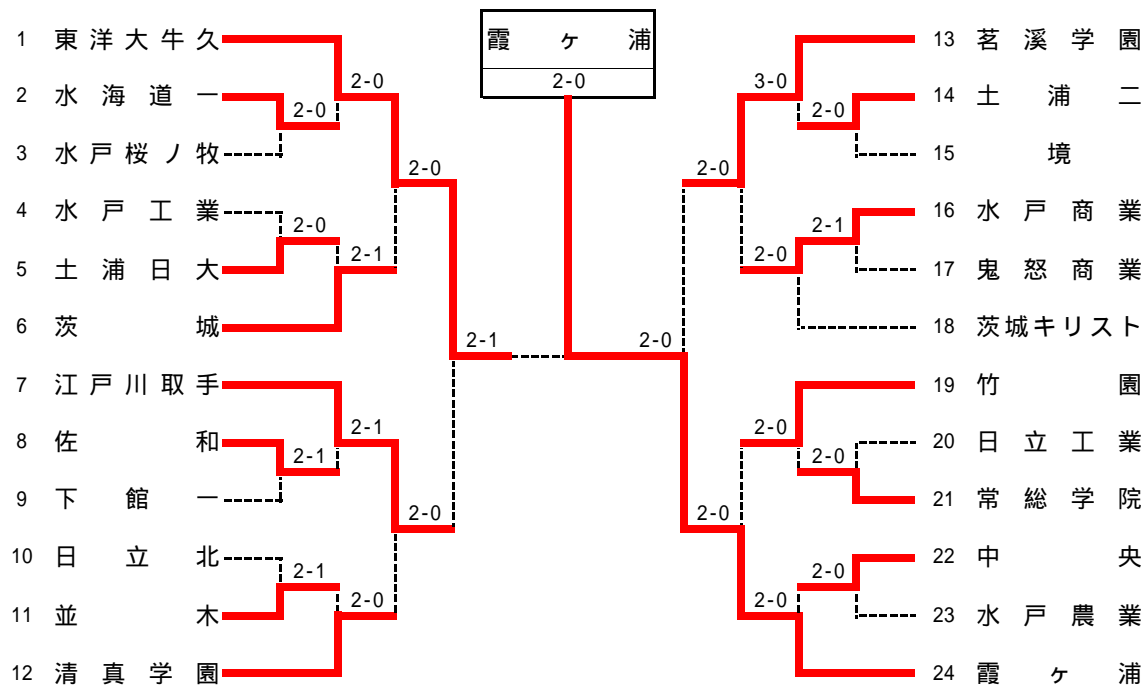 霞ヶ浦
2-0
1 東洋大牛久
2 水海道一
3 水戸桜ノ牧
4 水戸工業
5 土浦日大
6 茨城
7 江戸川取手
8 佐和
9 下館一
10 日立北
11 並木
12 清真学園
2-0
2-0
2-0
2-0
2-1
2-1
2-1
2-1
2-0
2-1
2-0
13 茗溪学園
14 土浦二
15 境
16 水戸商業
17 鬼怒商業
18 茨城キリスト
19 竹園
20 日立工業
21 常総学院
22 中央
23 水戸農業
24 霞ヶ浦
3-0
2-0
2-0
2-1
2-0
2-0
2-0
2-0
2-0
2-0
2-0